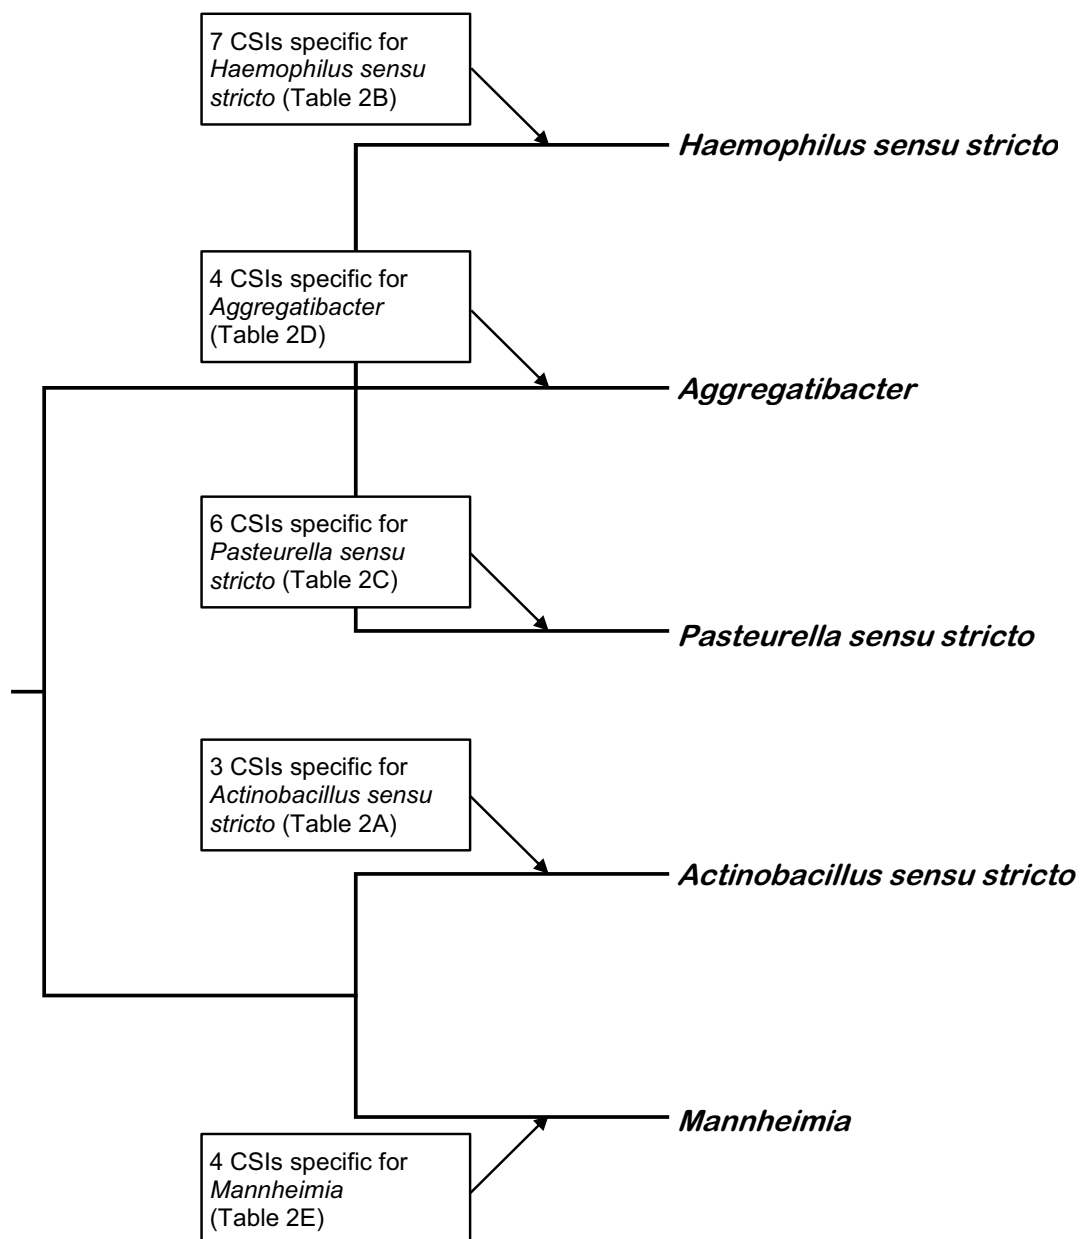 7 CSIs specific for
Haemophilus sensu
stricto (Table 2B)
Haemophilus sensu stricto
4 CSIs specific for
Aggregatibacter
(Table 2D)
Aggregatibacter
6 CSIs specific for
Pasteurella sensu
stricto (Table 2C)
Pasteurella sensu stricto
3 CSIs specific for
Actinobacillus sensu
stricto (Table 2A)
Actinobacillus sensu stricto
Mannheimia
4 CSIs specific for
Mannheimia
(Table 2E)